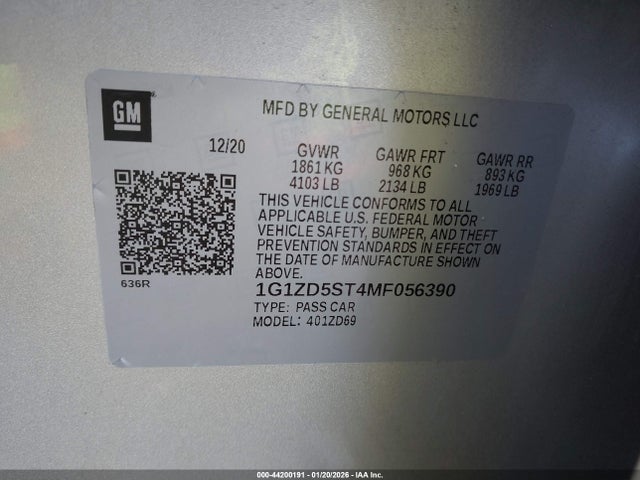 GM
MFD BY GENERAL MOTORS LLC
12/20 GVWR GAWR FRT GAWR RR
1861 KG 968 KG 893 KG
4103 LB 2134 LB 1969 LB
THIS VEHICLE CONFORMS TO ALL
APPLICABLE U.S. FEDERAL MOTOR
VEHICLE SAFETY, BUMPER, AND THEFT
PREVENTION STANDARDS IN EFFECT ON
THE DATE OF MANUFACTURE SHOWN
ABOVE.
636R
1G1ZD5ST4MF056390
TYPE: PASS CAR
MODEL: 401ZD69
000-44200191 - 01/20/2026 - IAA Inc.